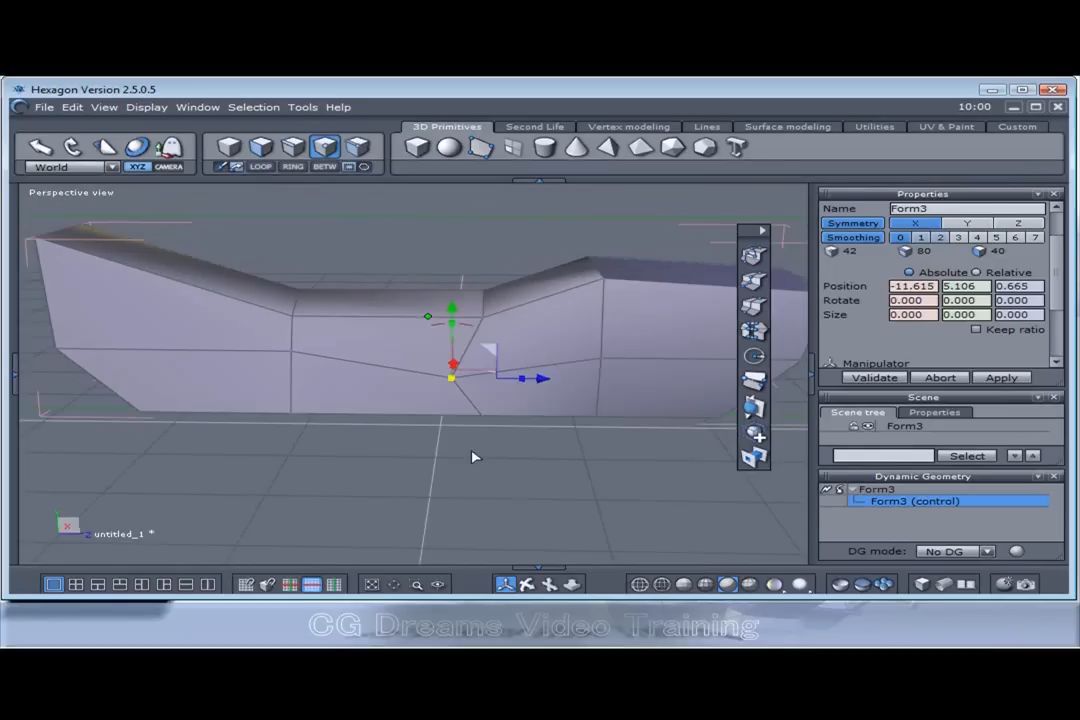 Hexagon Version 2.5.0.5
File Edit View Display Window Selection Tools Help 10:00
3D Primitives Second Life Vertex modeling Lines Surface modeling Utilities UV & Paint Custom
World XYZ CAMERA LOOP RING BETW
Perspective view
Properties
Name Form3
Symmetry X Y Z
Smoothing 0 1 2 3 4 5 6 7
42 80 40
Absolute Relative
Position -11.615 5.106 0.665
Rotate 0.000 0.000 0.000
Size 0.000 0.000 0.000
Keep ratio
Manipulator
Validate Abort Apply
Scene
Scene tree Properties
Form3
Select
Dynamic Geometry
Form3
Form3 (control)
DG mode: No DG
x z untitled_1 *
CG Dreams Video Training